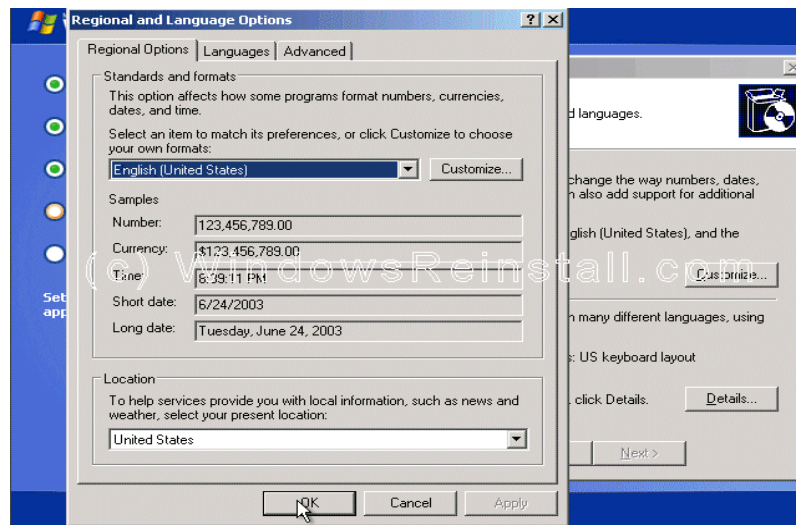 Regional and Language Options
Regional Options
Languages
Advanced
Standards and formats
This option affects how some programs format numbers, currencies,
dates, and time.
Select an item to match its preferences, or click Customize to choose
your own formats:
English (United States)
Customize...
Samples
Number:
123,456,789.00
Currency:
$123,456,789.00
Time:
8:39:11 PM
Short date:
6/24/2003
Long date:
Tuesday, June 24, 2003
Location
To help services provide you with local information, such as news and
weather, select your present location:
United States
OK
Cancel
Apply
d languages.
change the way numbers, dates,
n also add support for additional
glish (United States), and the
Customize...
n many different languages, using
s: US keyboard layout
, click Details.
Details...
Next >
Set
app
(c) WindowsReinstall.com